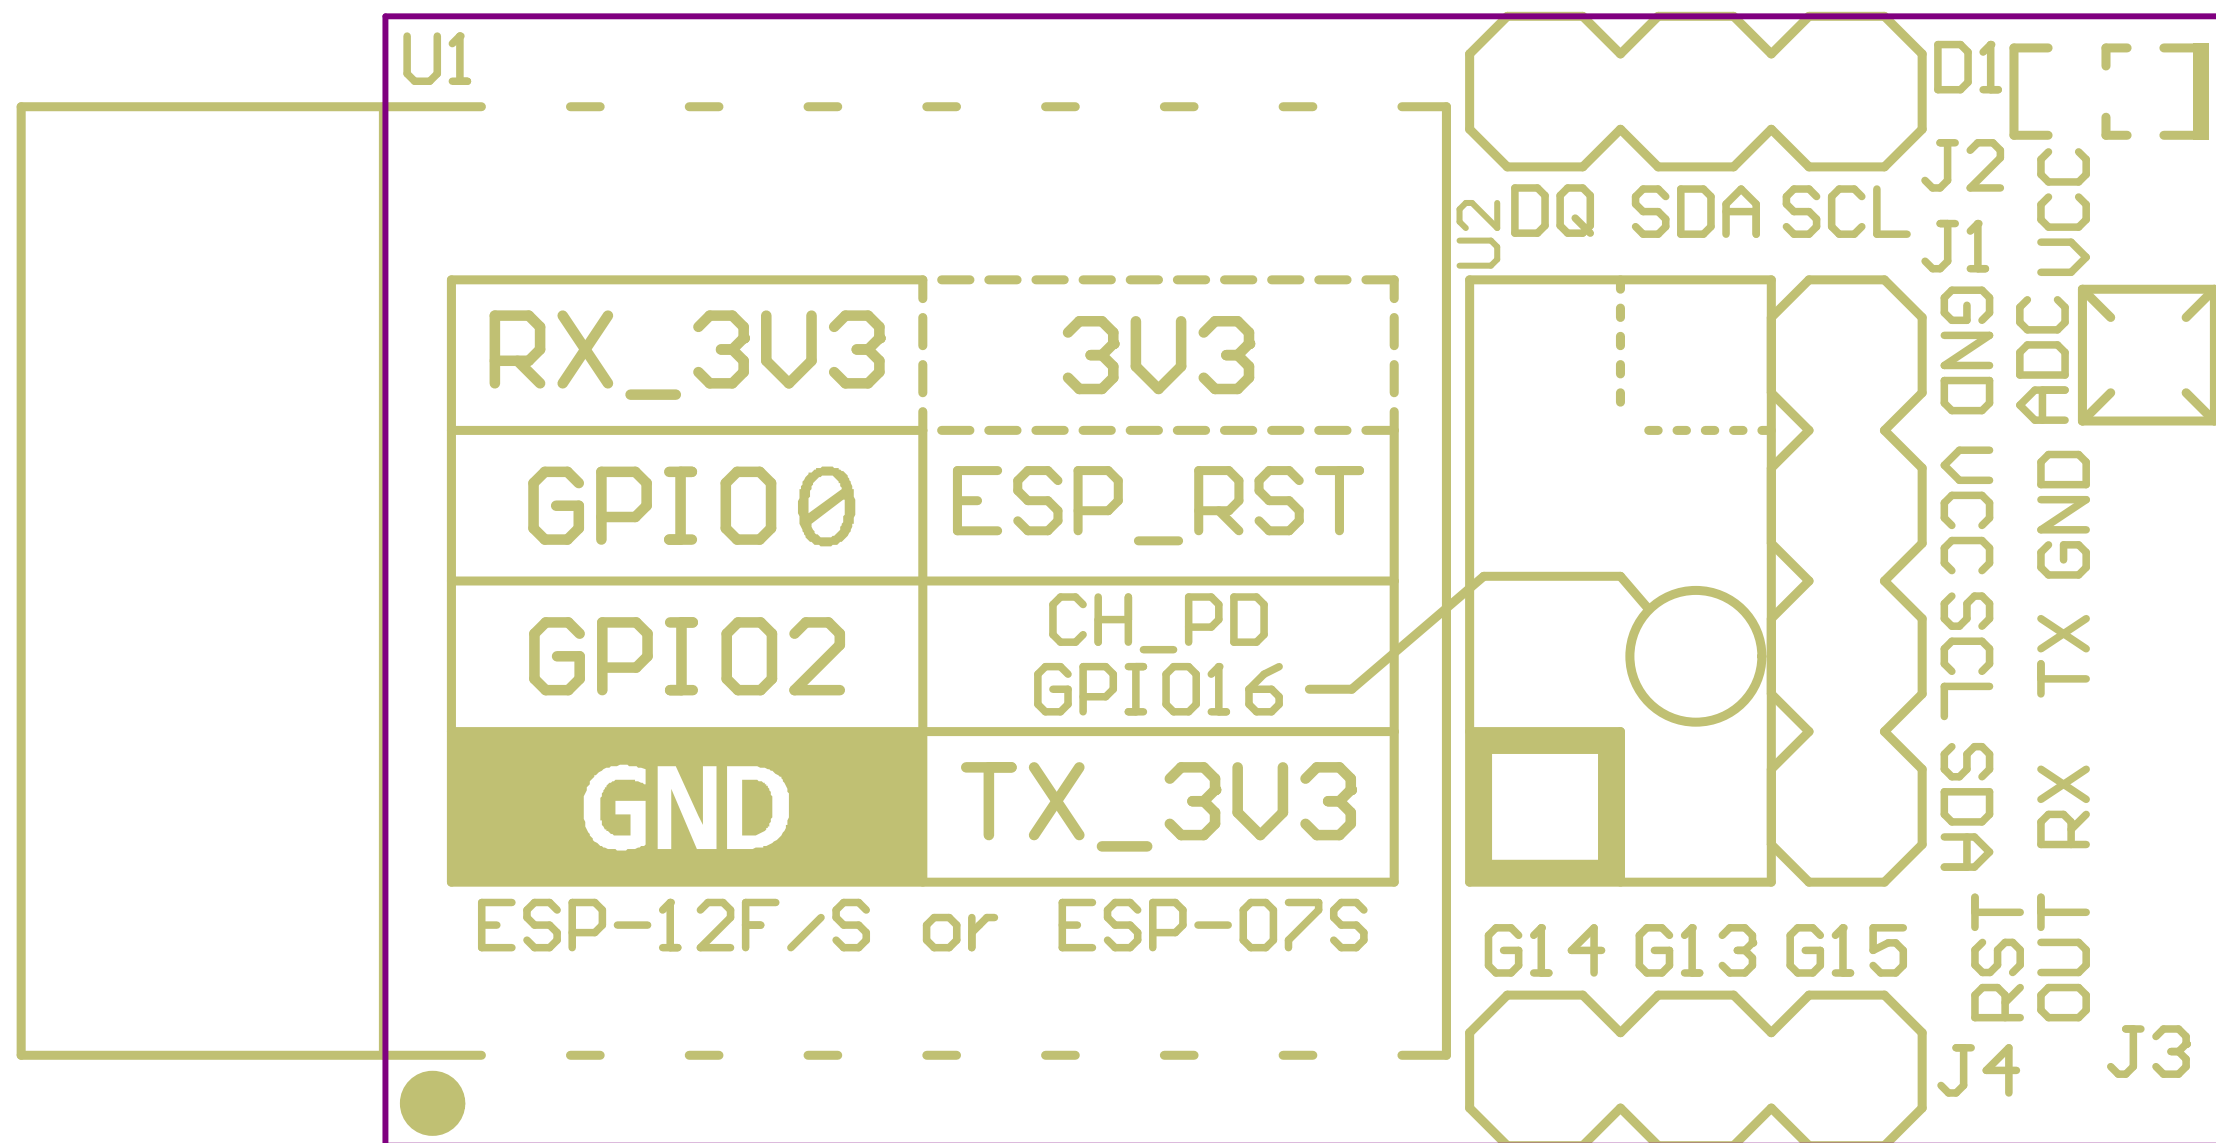 U1
D1
J2
U2
DQ SDA SCL
J1
VCC
ADC
GND
RX_3V3 3V3
GPIO0 ESP_RST
VCC
GND
GPIO2 CH_PD
GPIO16
SCL
TX
GND TX_3V3
SDA
RX
ESP-12F/S or ESP-07S
G14 G13 G15
RST
OUT
J4
J3